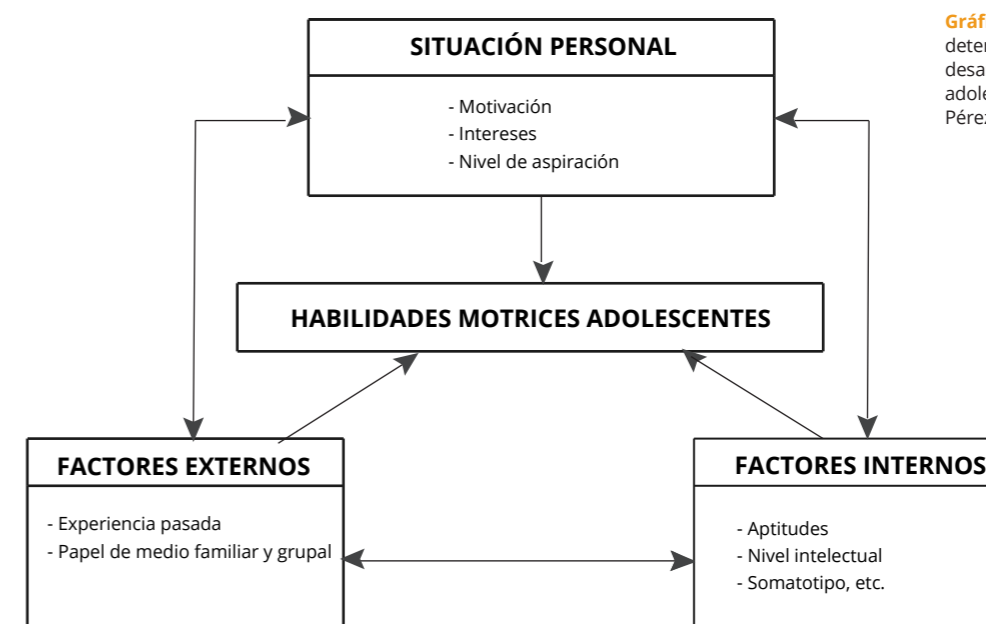 SITUACIÓN PERSONAL
- Motivación
- Intereses
- Nivel de aspiración
HABILIDADES MOTRICES ADOLESCENTES
FACTORES EXTERNOS
- Experiencia pasada
- Papel de medio familiar y grupal
FACTORES INTERNOS
- Aptitudes
- Nivel intelectual
- Somatotipo, etc.